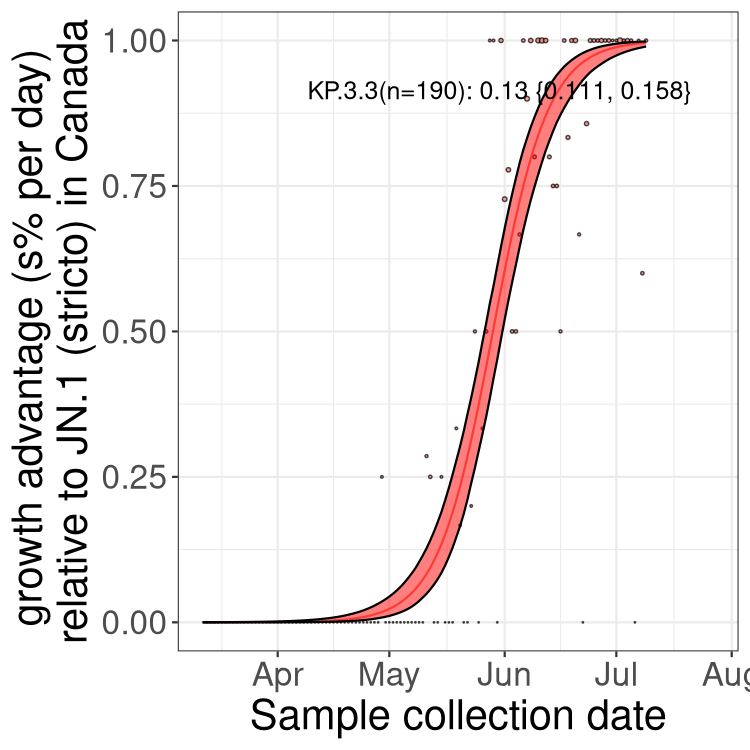 growth advantage (s% per day)
relative to JN.1 (stricto) in Canada
1.00
0.75
0.50
0.25
0.00
KP.3.3(n=190): 0.13 {0.111, 0.158}
Apr May Jun Jul Aug
Sample collection date